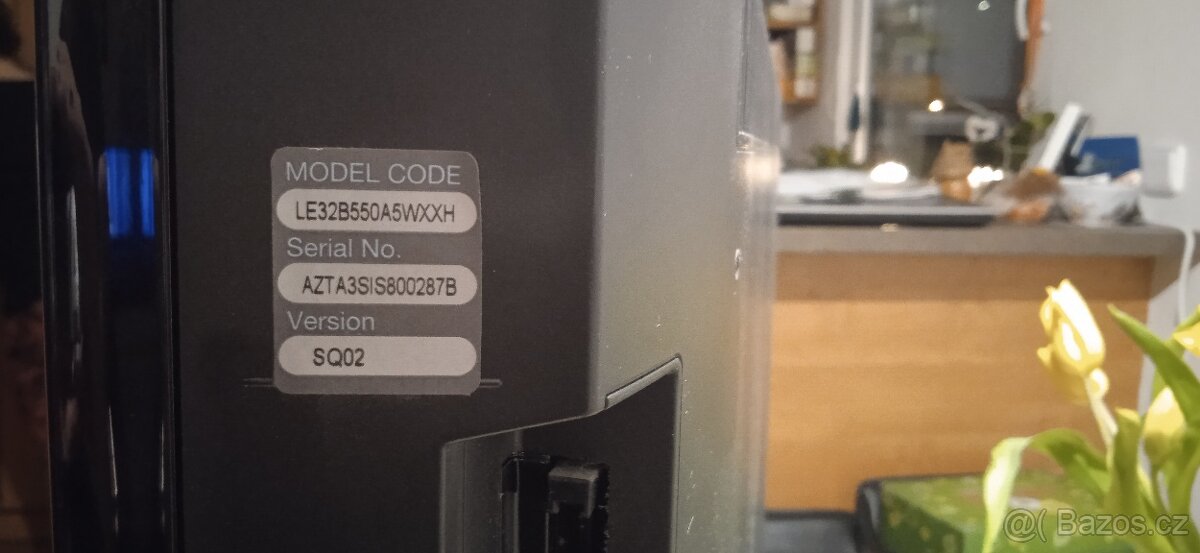 MODEL CODE
LE32B550A5WXXH
Serial No.
AZTA3SIS800287B
Version
SQ02
@( Bazos.cz